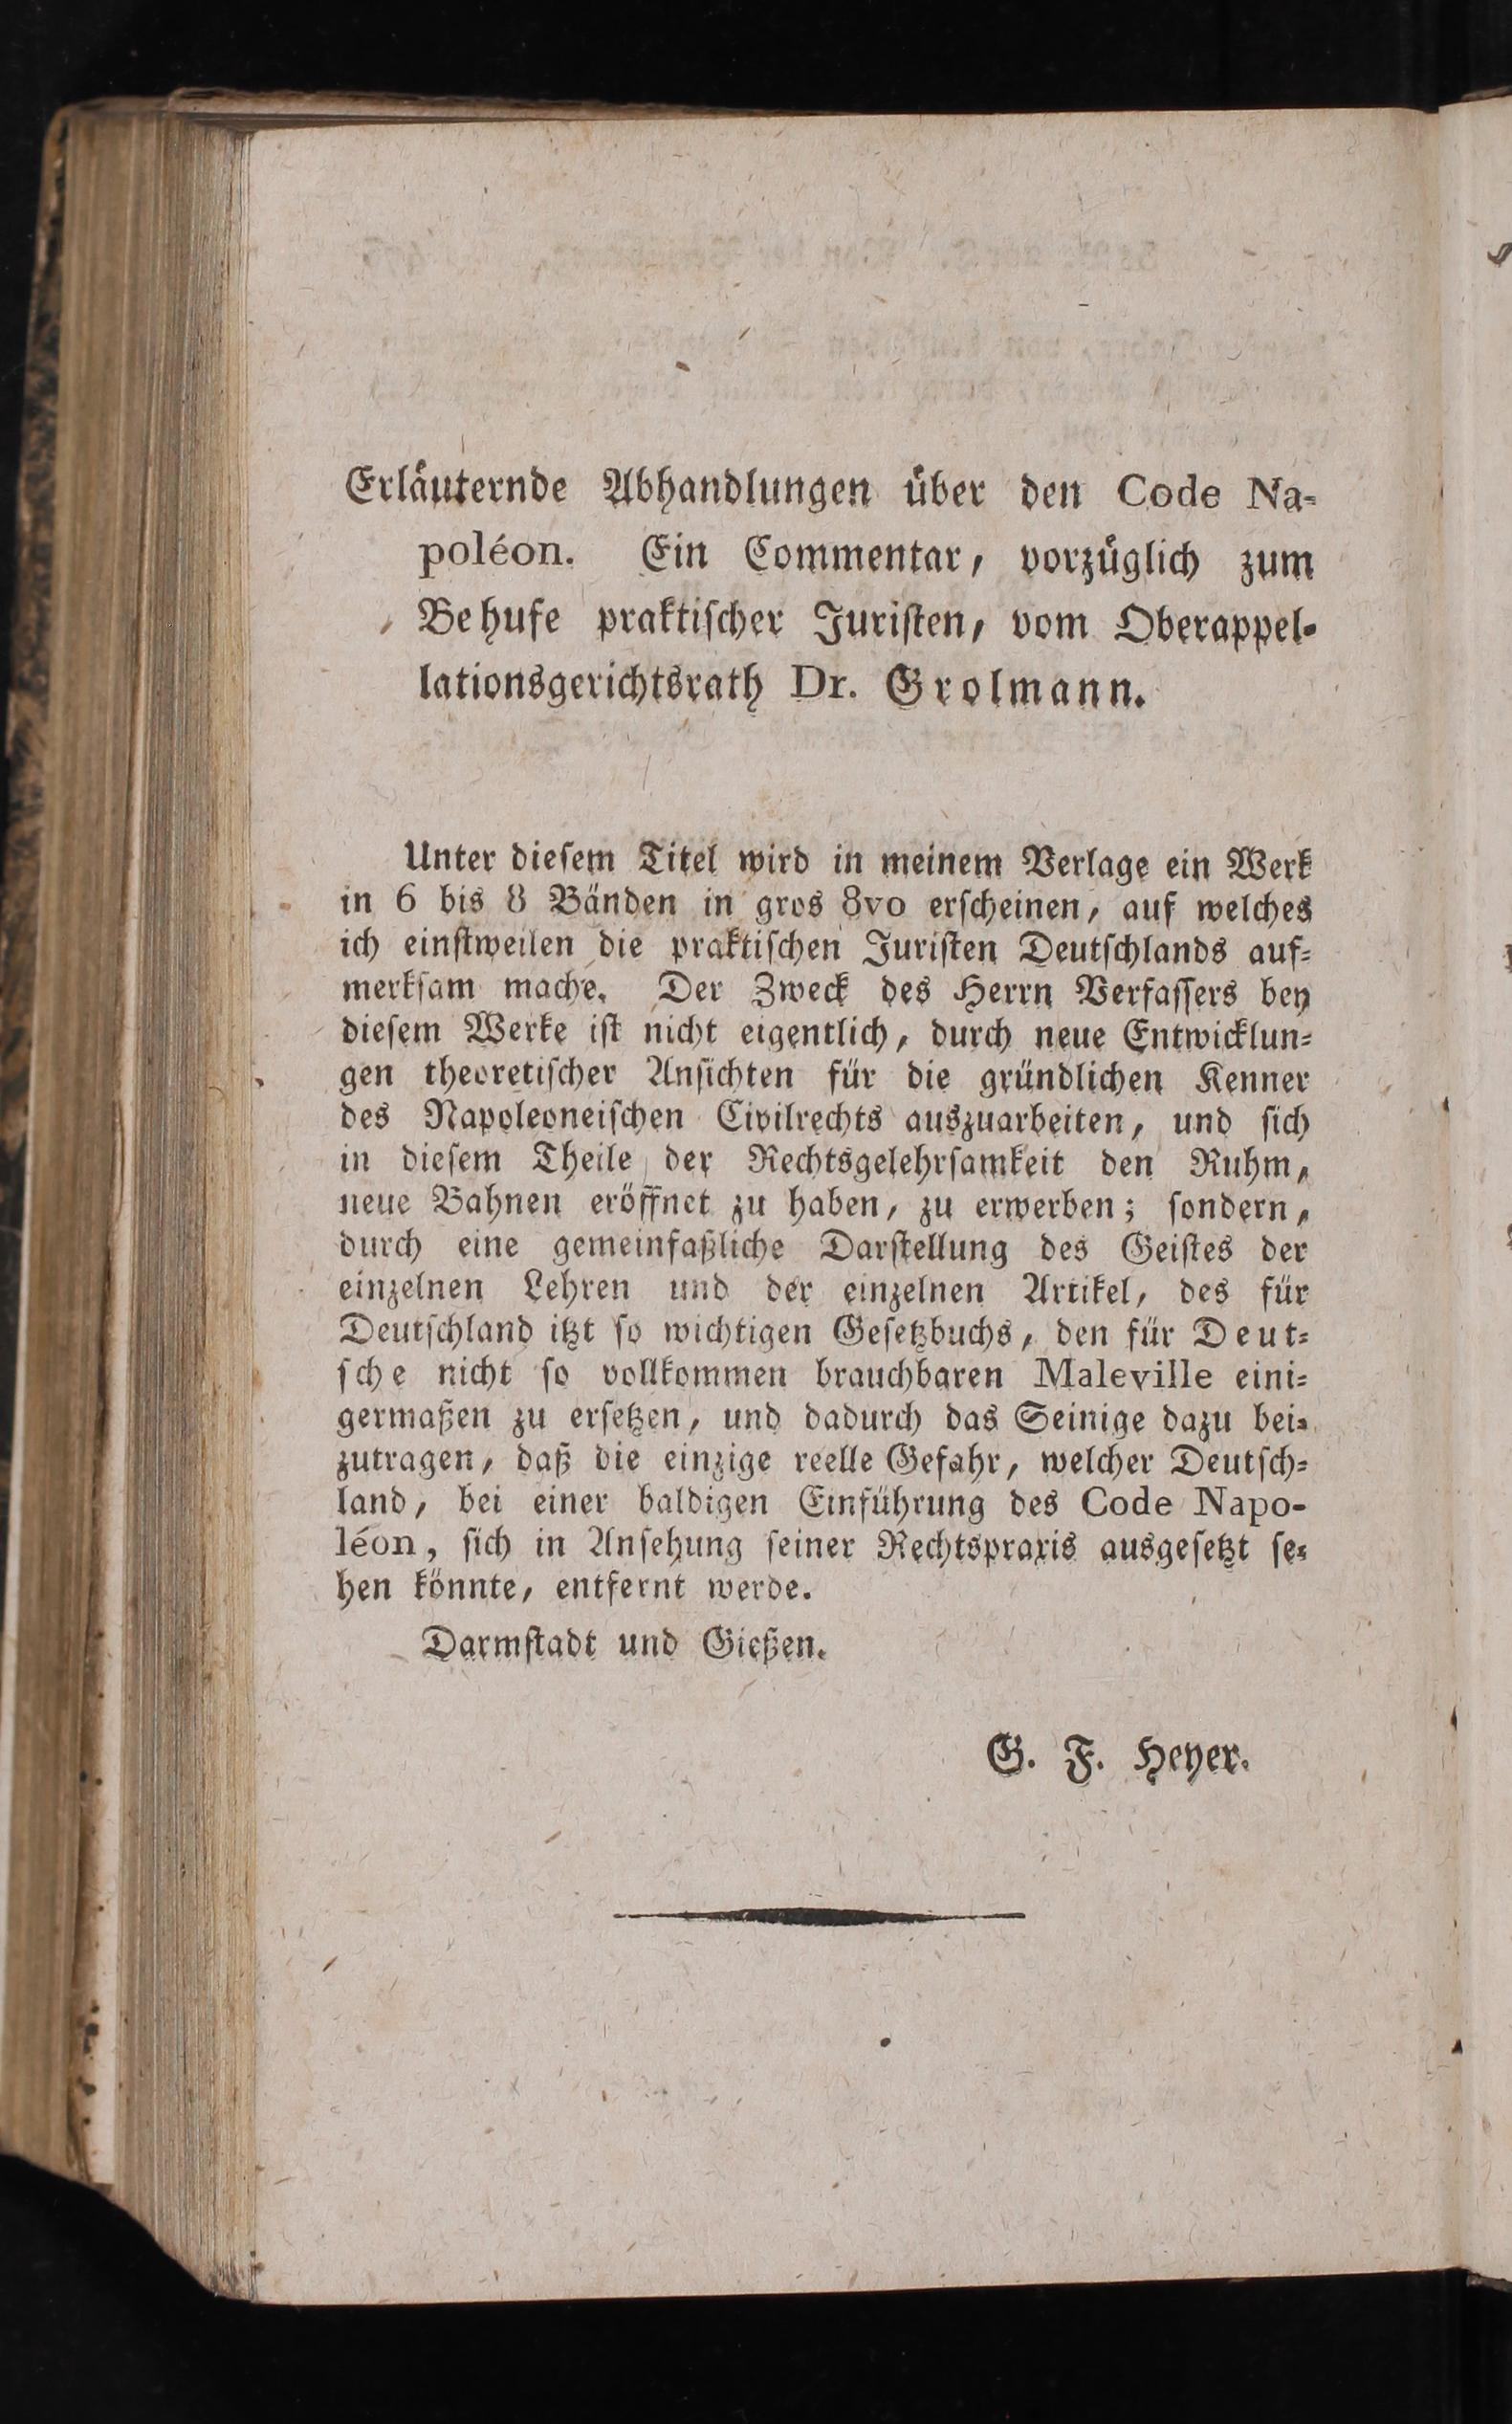 Erläuternde Abhandlungen über den Code Na-
poléon. Ein Commentar, vorzüglich zum
Behufe praktiſcher Juriſten, vom Oberappel-
lationsgerichtsrath Dr. Grolmann.
Unter dieſem Titel wird in meinem Verlage ein Werk
in 6 bis 8 Bänden in gros 8vo erſcheinen, auf welches
ich einſtweilen die praktiſchen Juriſten Deutſchlands auf-
merkſam mache. Der Zweck des Herrn Verfaſſers bey
dieſem Werke iſt nicht eigentlich, durch neue Entwicklun-
gen theoretiſcher Anſichten für die gründlichen Kenner
des Napoleoneiſchen Civilrechts auszuarbeiten, und ſich
in dieſem Theile der Rechtsgelehrſamkeit den Ruhm,
neue Bahnen eröffnet zu haben, zu erwerben; ſondern,
durch eine gemeinfaßliche Darſtellung des Geiſtes der
einzelnen Lehren und der einzelnen Artikel, des für
Deutſchland itzt ſo wichtigen Geſetzbuchs, den für Deut-
ſche nicht ſo vollkommen brauchbaren Maleville eini-
germaßen zu erſetzen, und dadurch das Seinige dazu bei-
zutragen, daß die einzige reelle Gefahr, welcher Deutſch-
land, bei einer baldigen Einführung des Code Napo-
léon, ſich in Anſehung ſeiner Rechtspraxis ausgeſetzt ſe-
hen könnte, entfernt werde.
Darmſtadt und Gießen.
G. F. Heyer.